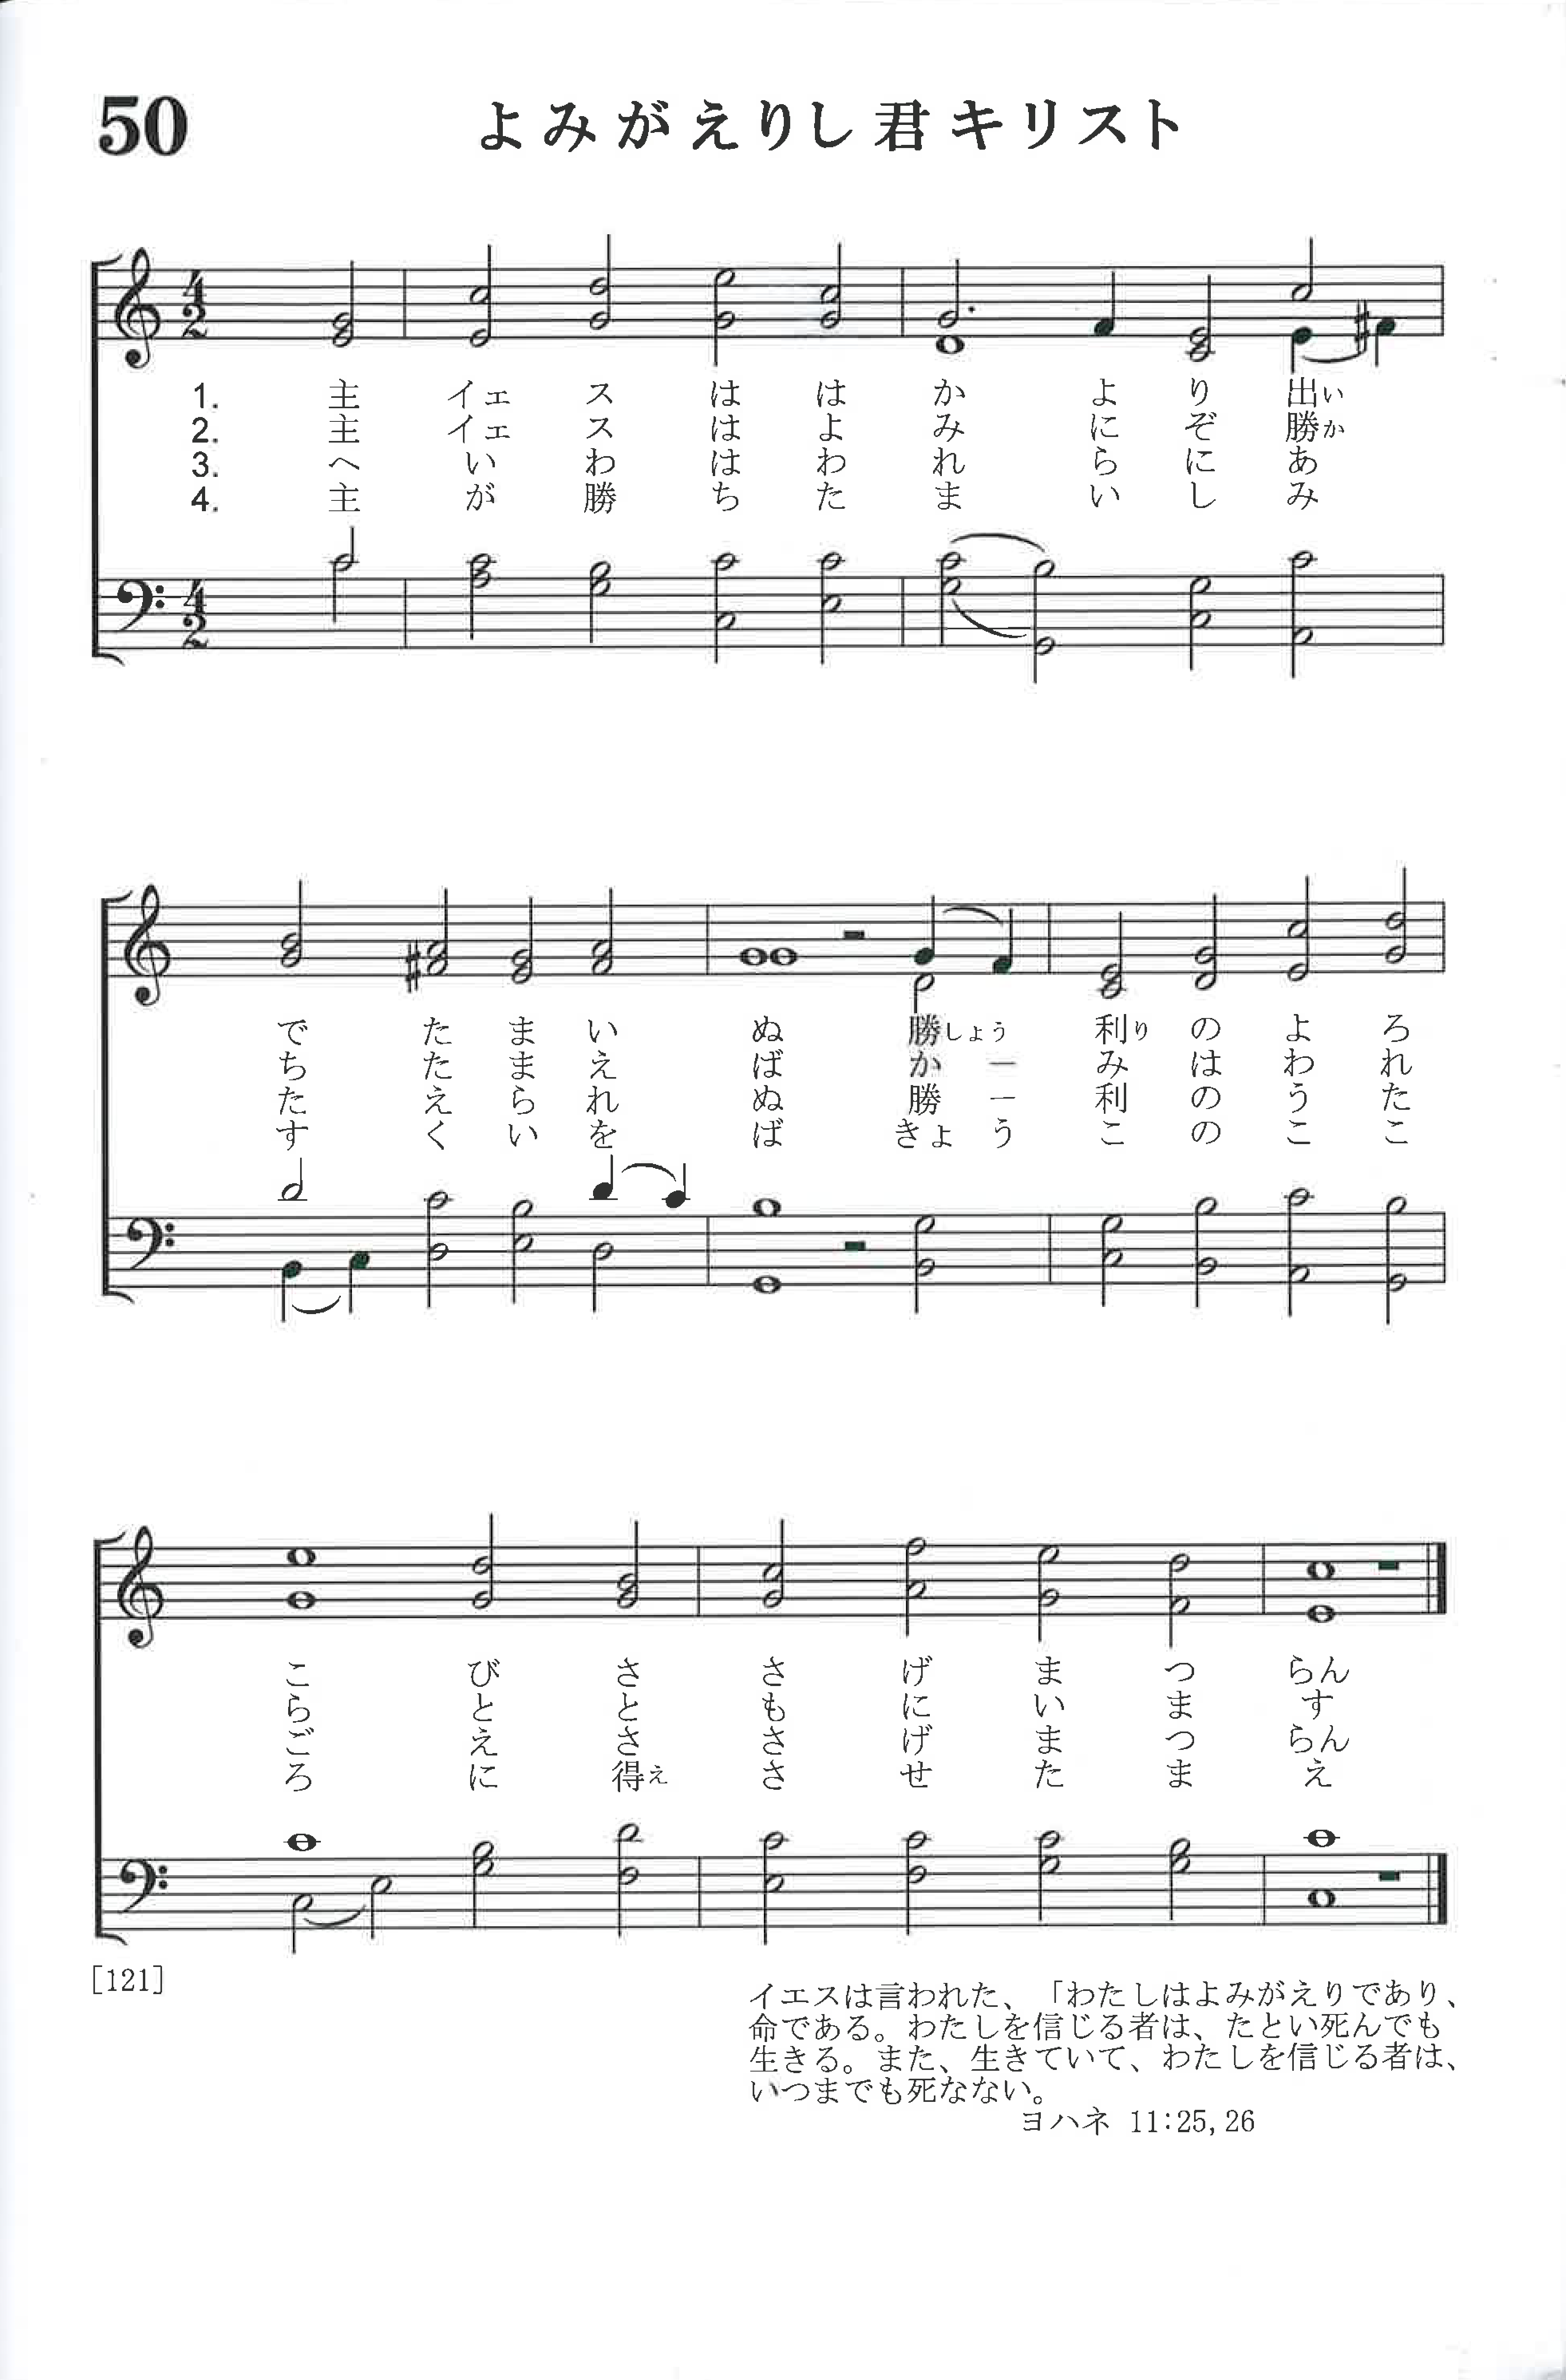 50 よみがえりし君キリスト
1. 主 イェ ス は は か よ り 出い
2. 主 イェ ス は よ み に ぞ 勝か
3. へ い わ は わ れ ら に あ
4. 主 が 勝 ち た ま い し み
で た ま い ぬ 勝しょう 利り の よ ろ
ち た ま え ば か ー み は わ れ
た え ら れ ぬ 勝 ー 利 の う た
す く い を ば きょ う こ の こ こ
こ び さ さ げ ま つ らん
ら と と も に い ま す
ご え さ さ げ ま つ らん
ろ に 得え さ せ た ま え
[121]
イエスは言われた、「わたしはよみがえりであり、
命である。わたしを信じる者は、たとい死んでも
生きる。また、生きていて、わたしを信じる者は、
いつまでも死なない。
ヨハネ 11:25,26